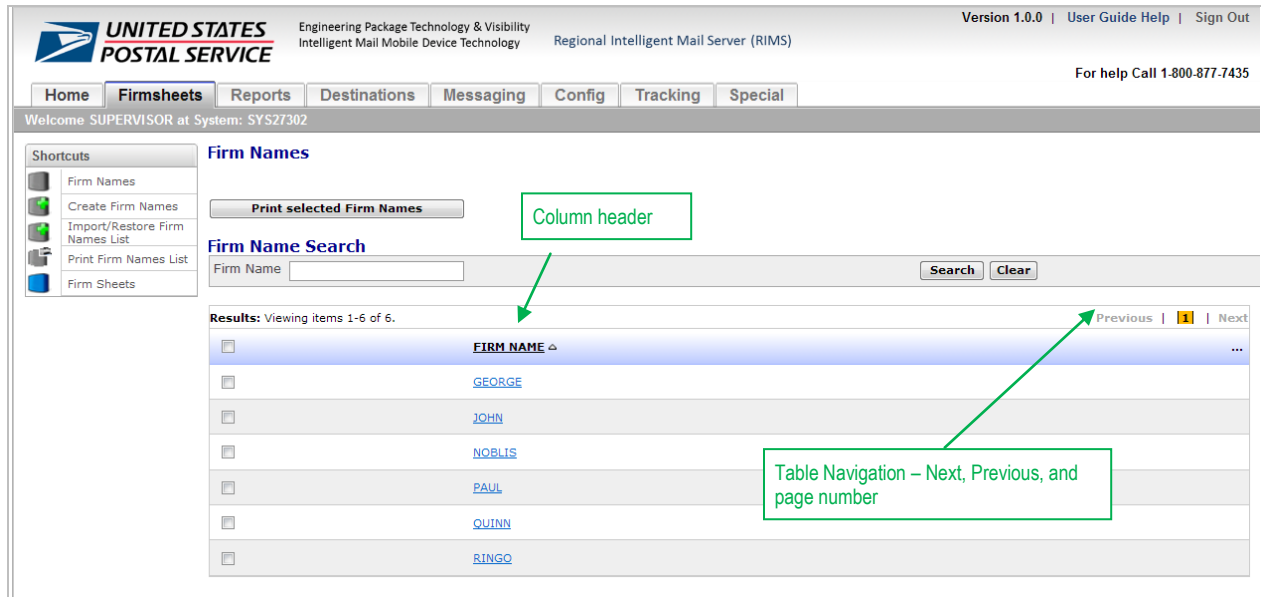 Version 1.0.0 | User Guide Help | Sign Out
UNITED STATES
POSTAL SERVICE
Engineering Package Technology & Visibility
Intelligent Mail Mobile Device Technology
Regional Intelligent Mail Server (RIMS)
For help Call 1-800-877-7435
Home Firmsheets Reports Destinations Messaging Config Tracking Special
Welcome SUPERVISOR at System: SYS27302
Shortcuts
Firm Names
Create Firm Names
Import/Restore Firm
Names List
Print Firm Names List
Firm Sheets
Firm Names
Print selected Firm Names
Column header
Firm Name Search
Firm Name Search Clear
Results: Viewing items 1-6 of 6. Previous | 1 | Next
FIRM NAME ...
GEORGE
JOHN
NOBLIS
PAUL
QUINN
RINGO
Table Navigation – Next, Previous, and
page number